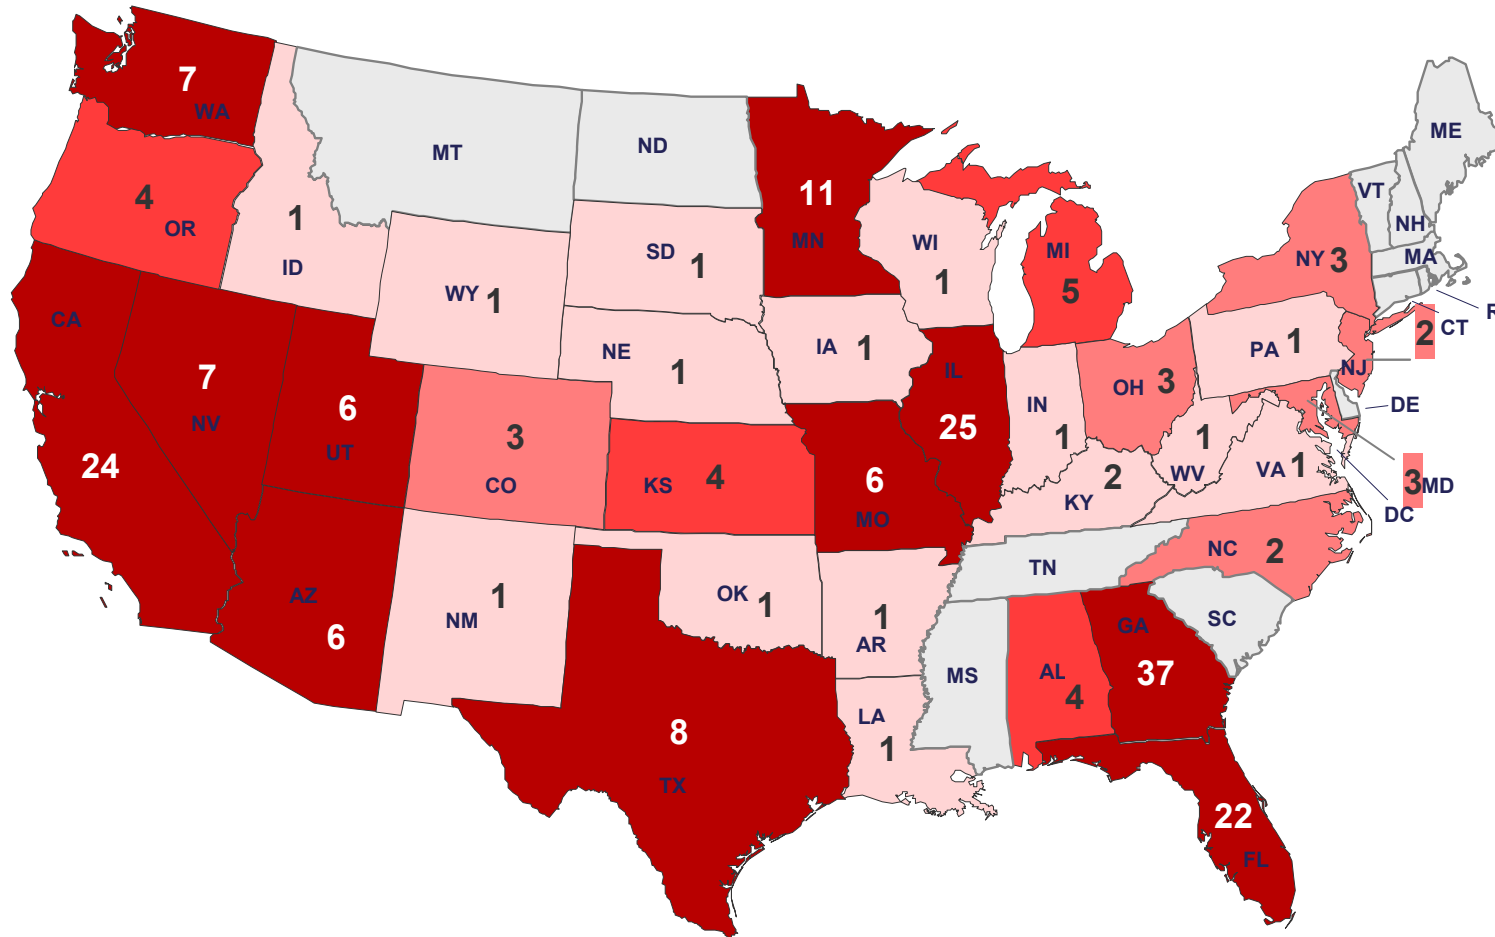 7
WA
4
OR
1
ID
MT
ND
11
MN
ME
VT
NH
MA
R
CT
2
NY 3
NJ
PA 1
DE
3 MD
DC
WI
1
MI
5
SD 1
WY 1
NE
1
IA 1
IL
25
IN
1
OH 3
1
WV
VA 1
KY 2
CA
24
7
NV
6
UT
3
CO
KS 4
6
MO
AZ
6
1
NM
OK 1
1
AR
TN
NC 2
SC
MS
AL
4
GA
37
LA
1
8
TX
22
FL